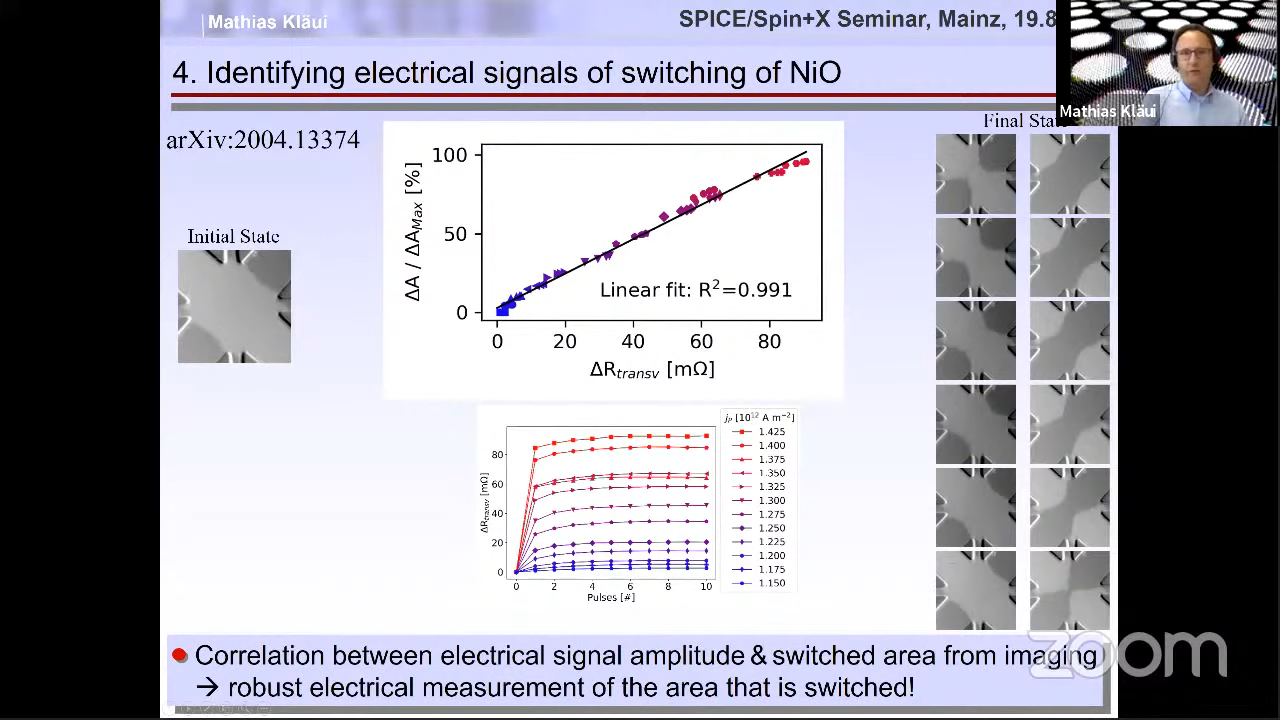 Mathias Kläui
SPICE/Spin+X Seminar, Mainz, 19.8
4. Identifying electrical signals of switching of NiO
Mathias Kläui
arXiv:2004.13374
Initial State
Final State
100
50
0
ΔA / ΔA_Max [%]
Linear fit: R²=0.991
0 20 40 60 80
ΔR_transv [mΩ]
80
60
40
20
0
ΔR_transv [mΩ]
0 2 4 6 8 10
Pulses [#]
j_P [10¹² A m⁻²]
1.425
1.400
1.375
1.350
1.325
1.300
1.275
1.250
1.225
1.200
1.175
1.150
Correlation between electrical signal amplitude & switched area from imaging
→ robust electrical measurement of the area that is switched!
zoom